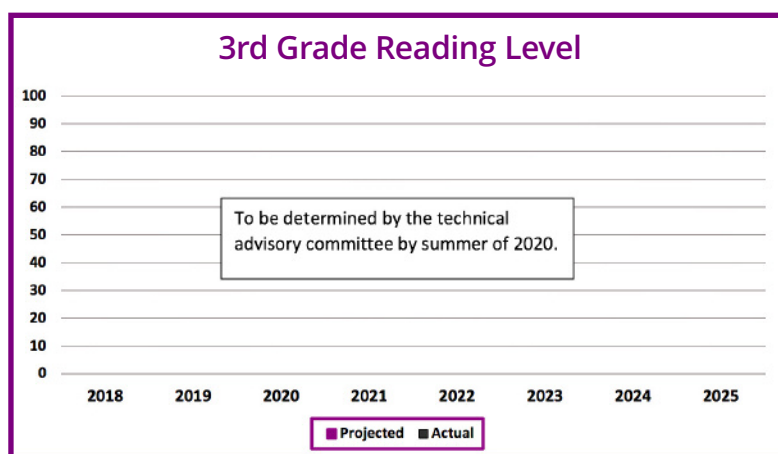 3rd Grade Reading Level
100
90
80
70
60
50
40
30
20
10
0
To be determined by the technical
advisory committee by summer of 2020.
2018 2019 2020 2021 2022 2023 2024 2025
Projected Actual